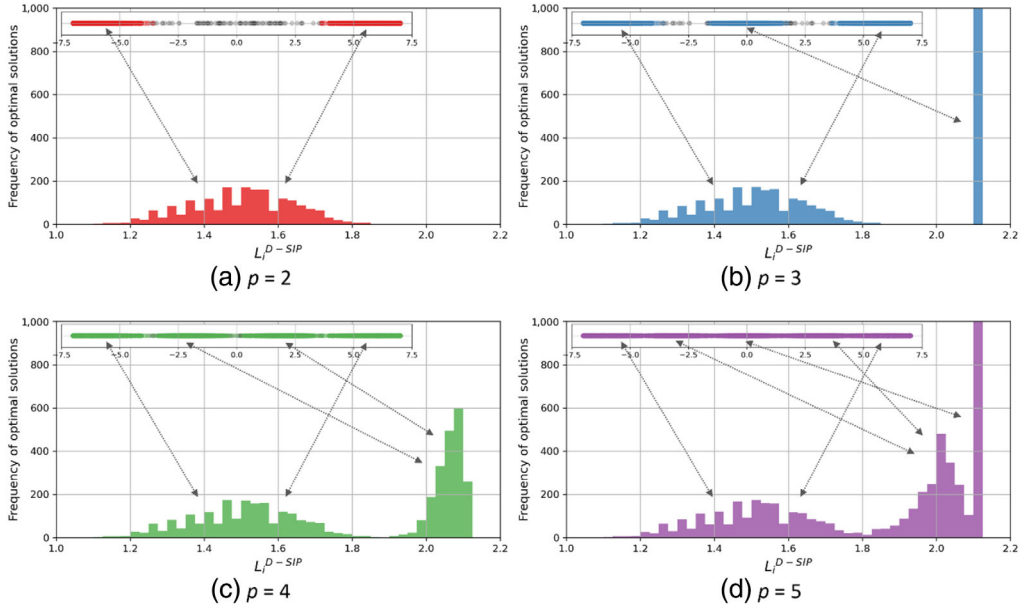 1,000
800
600
400
200
0
Frequency of optimal solutions
−7.5 −5.0 −2.5 0.0 2.5 5.0 7.5
1.0 1.2 1.4 1.6 1.8 2.0 2.2
L_i^{D−SIP}
(a) p = 2
1,000
800
600
400
200
0
Frequency of optimal solutions
−7.5 −5.0 −2.5 0.0 2.5 5.0 7.5
1.0 1.2 1.4 1.6 1.8 2.0 2.2
L_i^{D−SIP}
(b) p = 3
1,000
800
600
400
200
0
Frequency of optimal solutions
−7.5 −5.0 −2.5 0.0 2.5 5.0 7.5
1.0 1.2 1.4 1.6 1.8 2.0 2.2
L_i^{D−SIP}
(c) p = 4
1,000
800
600
400
200
0
Frequency of optimal solutions
−7.5 −5.0 −2.5 0.0 2.5 5.0 7.5
1.0 1.2 1.4 1.6 1.8 2.0 2.2
L_i^{D−SIP}
(d) p = 5